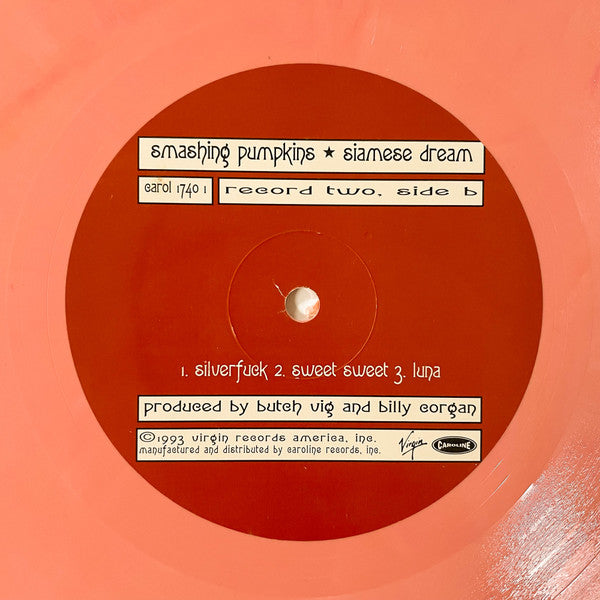 smashing pumpkins ★ siamese dream
carol 1740 1
record two, side b
1. silverfuck 2. sweet sweet 3. luna
produced by butch vig and billy corgan
©1993 virgin records america, inc.
manufactured and distributed by caroline records, inc.
Virgin
CAROLINE